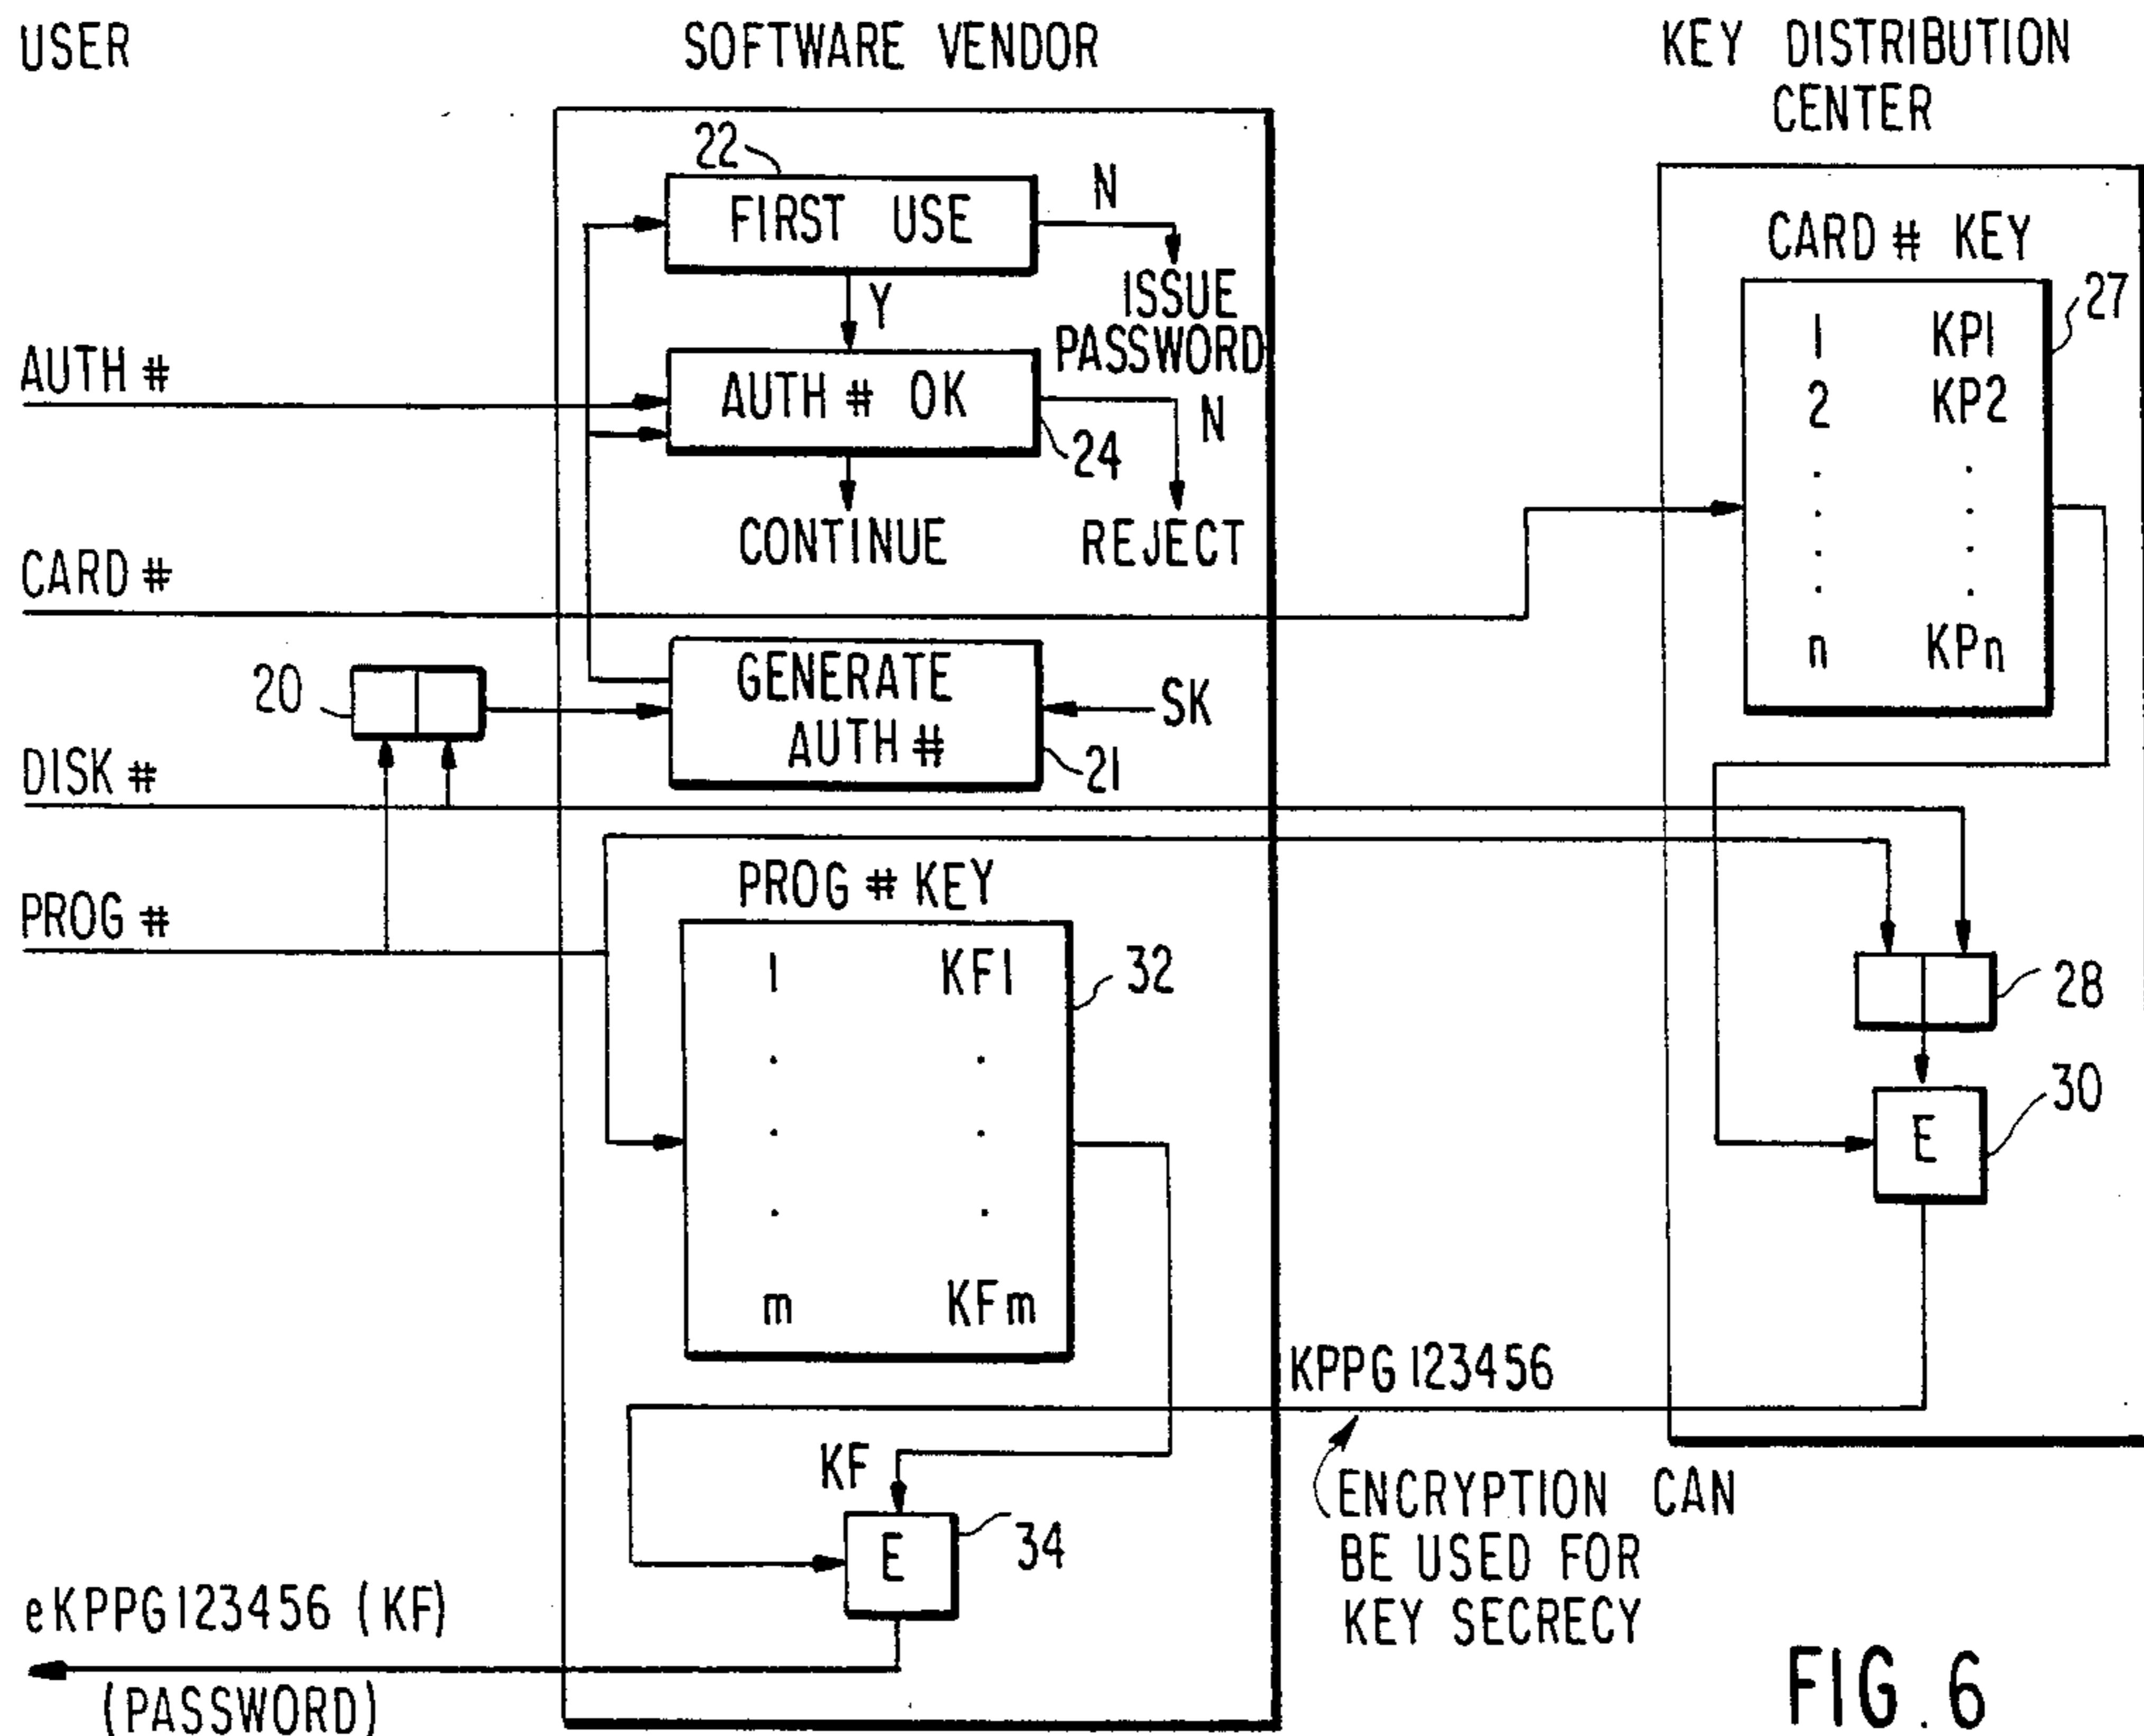 USER
SOFTWARE VENDOR
KEY DISTRIBUTION
CENTER
22
FIRST USE
N
ISSUE
PASSWORD
Y
AUTH #
AUTH # OK
24
N
CONTINUE
REJECT
CARD # KEY
27
1 KP1
2 KP2
. .
. .
. .
. .
n KPn
CARD #
20
GENERATE
AUTH #
SK
21
DISK #
PROG #
PROG # KEY
1 KF1
. .
. .
. .
m KFm
32
28
E
30
KPPG 123456
KF
E
34
ENCRYPTION CAN
BE USED FOR
KEY SECRECY
eKPPG123456 (KF)
(PASSWORD)
FIG. 6